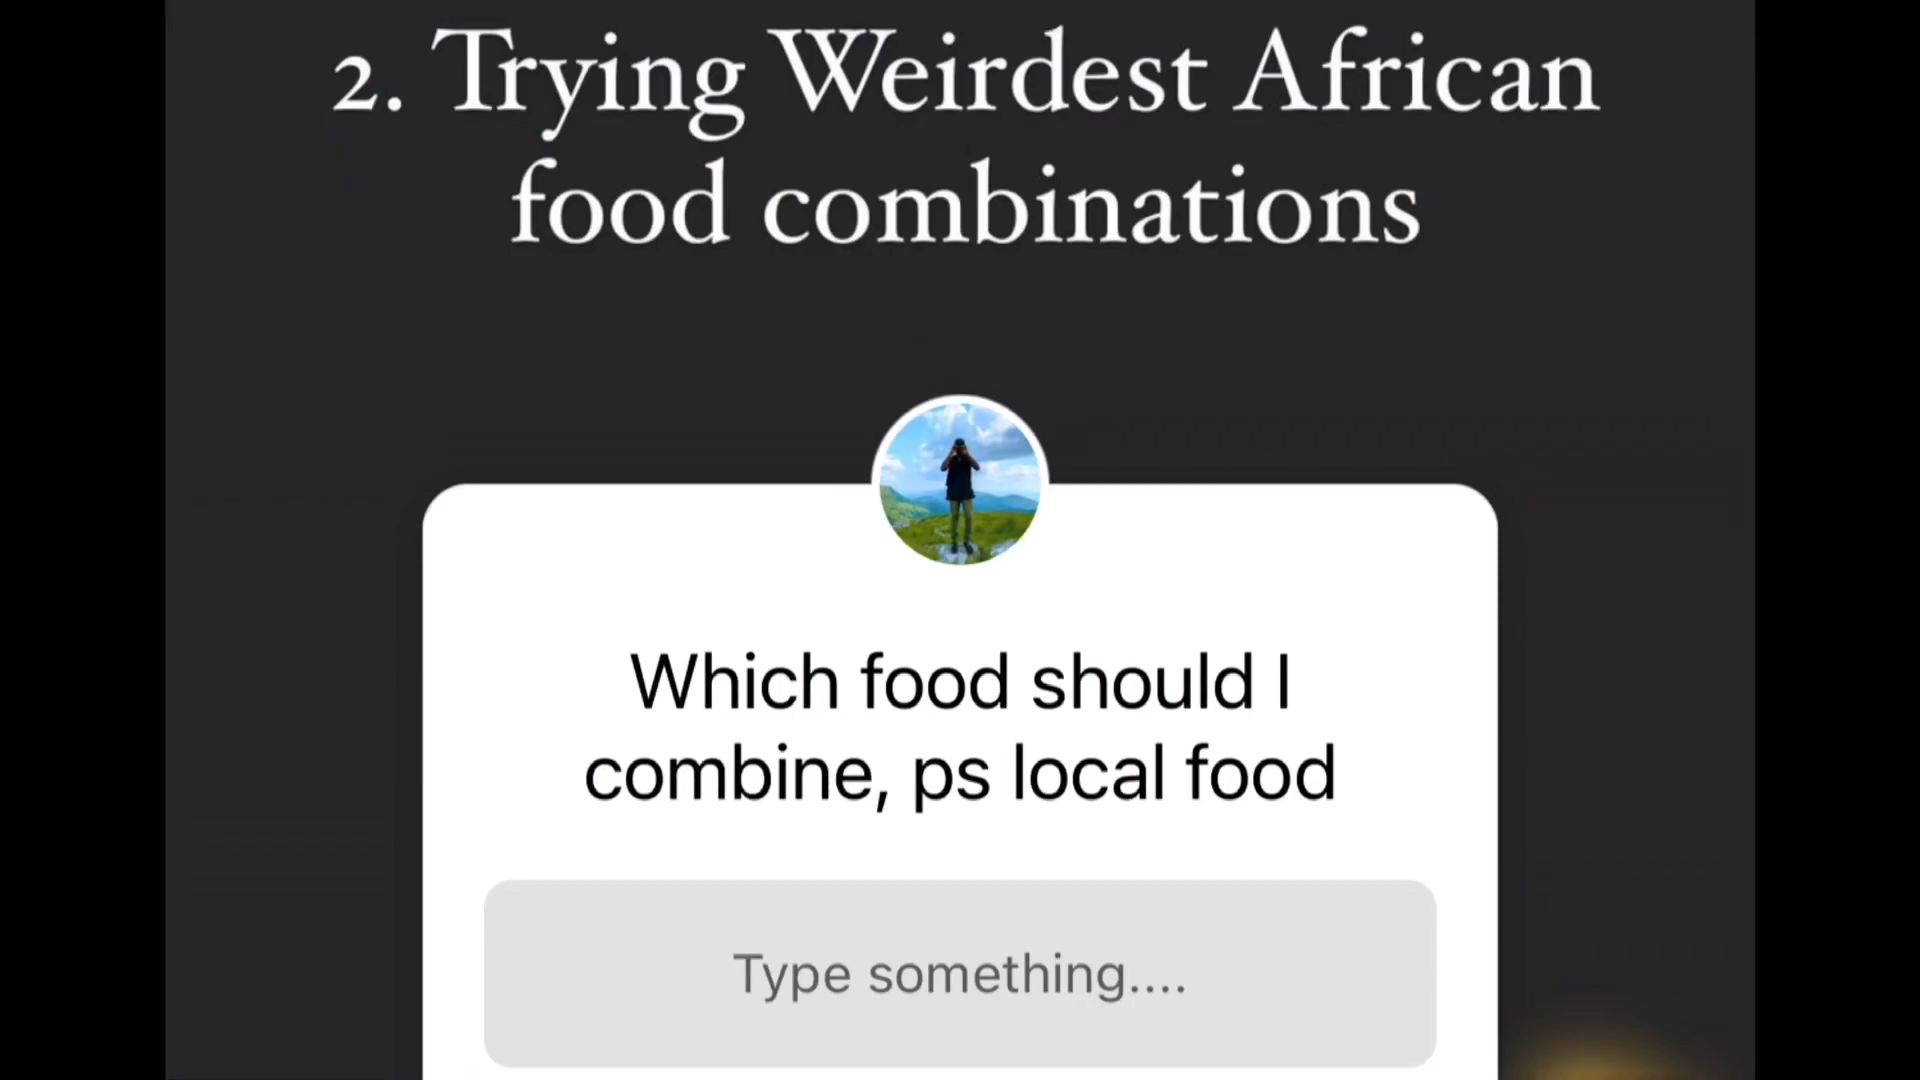 2. Trying Weirdest African
food combinations
Which food should I
combine, ps local food
Type something....